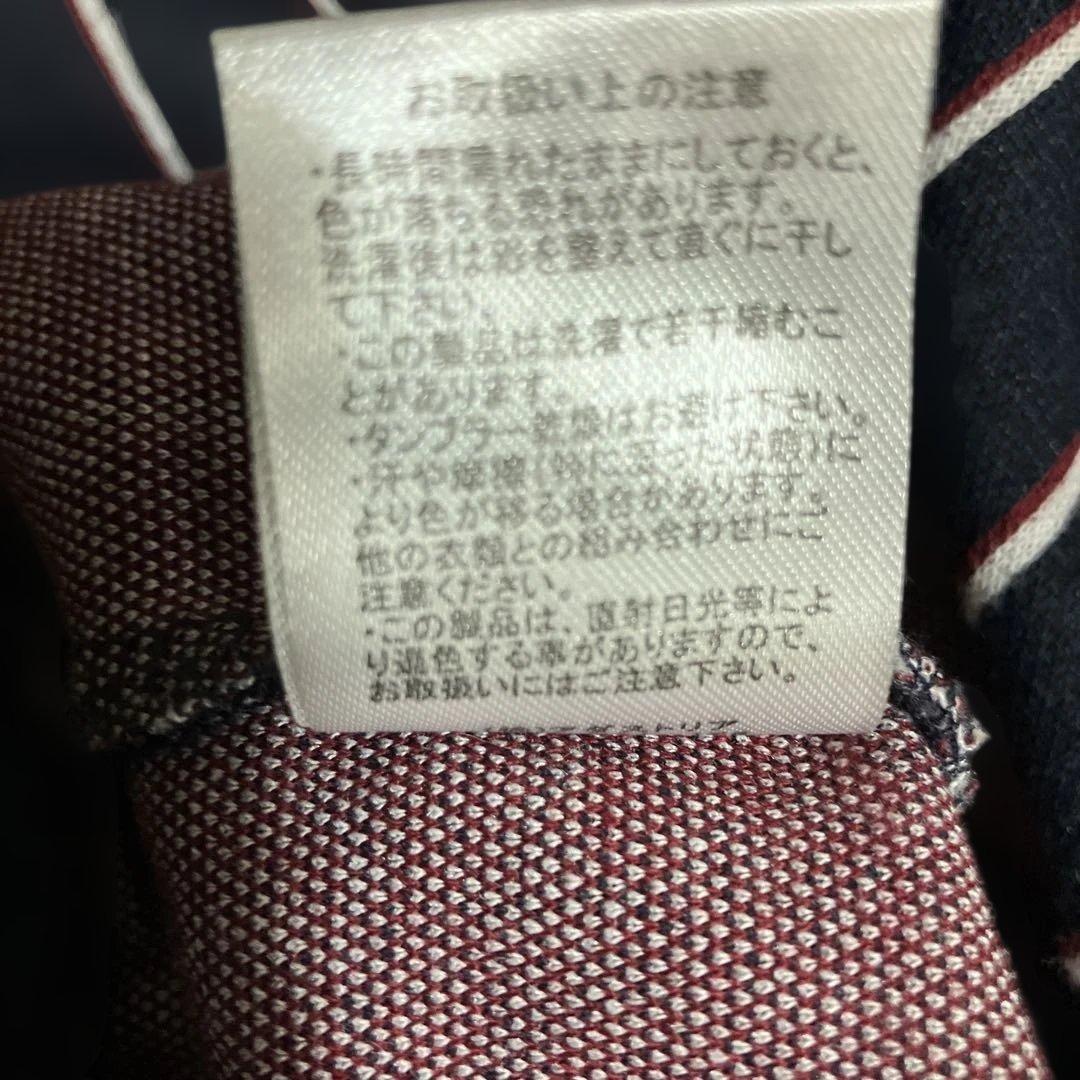 お取扱い上の注意
・長時間濡れたままにしておくと、
色が落ちる恐れがあります。
洗濯後は形を整えて直ぐに干し
て下さい。
・この製品は洗濯で若干縮むこ
とがあります。
・タンブラー乾燥はお避け下さい。
・汗や摩擦(特に湿った状態)に
より色が移る場合があります。
他の衣類との組み合わせにご
注意ください。
・この製品は、直射日光等によ
り退色する事がありますので、
お取扱いにはご注意下さい。